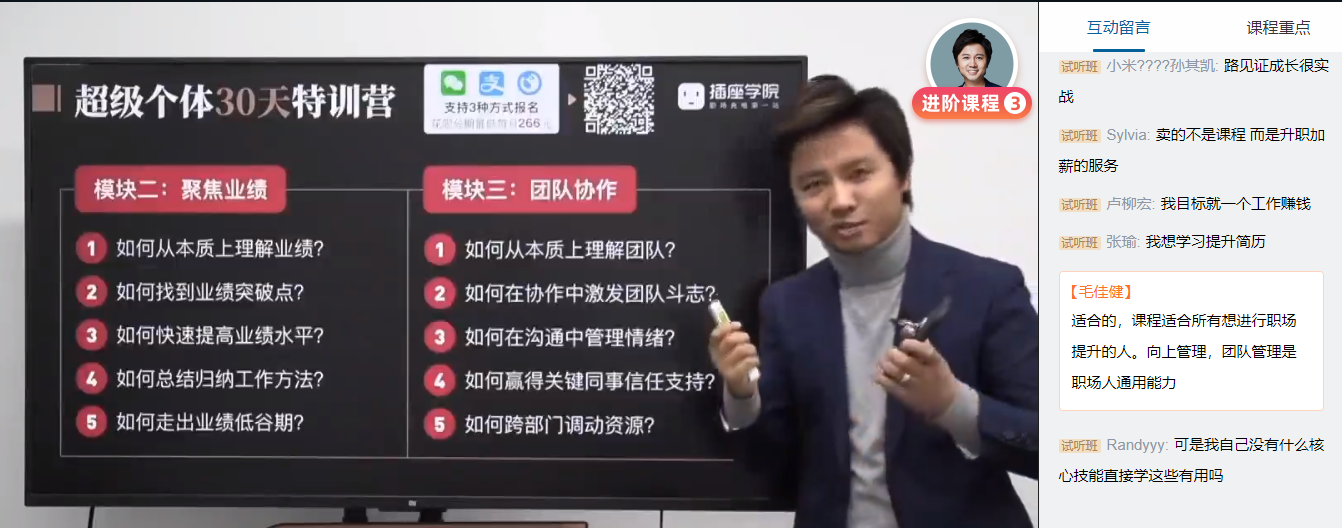 超级个体30天特训营
支持3种方式报名
插座学院
职场充电第一站
进阶课程 3
模块二：聚焦业绩
1 如何从本质上理解业绩?
2 如何找到业绩突破点?
3 如何快速提高业绩水平?
4 如何总结归纳工作方法?
5 如何走出业绩低谷期?
模块三：团队协作
1 如何从本质上理解团队?
2 如何在协作中激发团队斗志?
3 如何在沟通中管理情绪?
4 如何赢得关键同事信任支持?
5 如何跨部门调动资源?
互动留言 课程重点
试听班 小米????孙其凯: 路见证成长很实
战
试听班 Sylvia: 卖的不是课程 而是升职加
薪的服务
试听班 卢柳宏: 我目标就一个工作赚钱
试听班 张瑜: 我想学习提升简历
【毛佳健】
适合的，课程适合所有想进行职场
提升的人。向上管理，团队管理是
职场人通用能力
试听班 Randyyy: 可是我自己没有什么核
心技能直接学这些有用吗